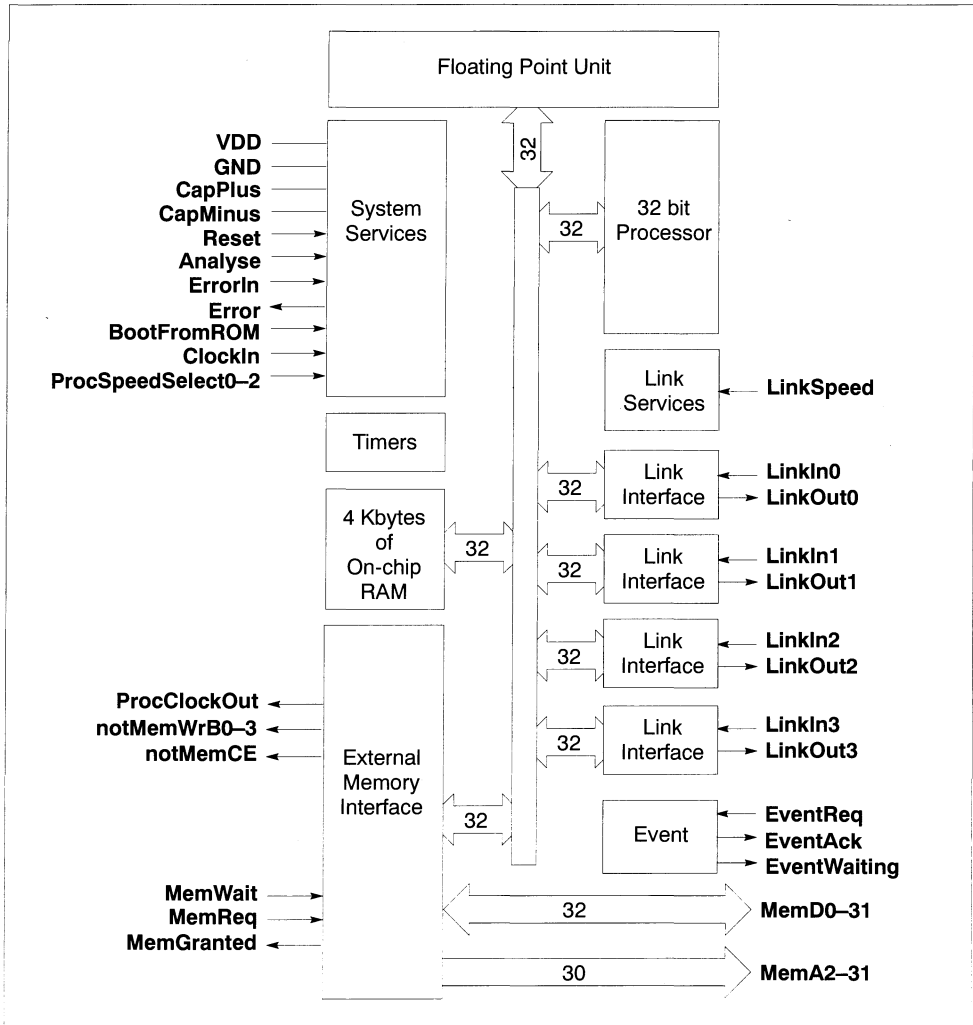 Floating Point Unit
32
VDD
GND
CapPlus
CapMinus
Reset
Analyse
ErrorIn
Error
BootFromROM
ClockIn
ProcSpeedSelect0–2
System
Services
32
32 bit
Processor
Link
Services
LinkSpeed
Timers
4 Kbytes
of
On-chip
RAM
32
32
Link
Interface
LinkIn0
LinkOut0
32
Link
Interface
LinkIn1
LinkOut1
32
Link
Interface
LinkIn2
LinkOut2
32
Link
Interface
LinkIn3
LinkOut3
ProcClockOut
notMemWrB0–3
notMemCE
External
Memory
Interface
32
Event
EventReq
EventAck
EventWaiting
MemWait
MemReq
MemGranted
32
MemD0–31
30
MemA2–31